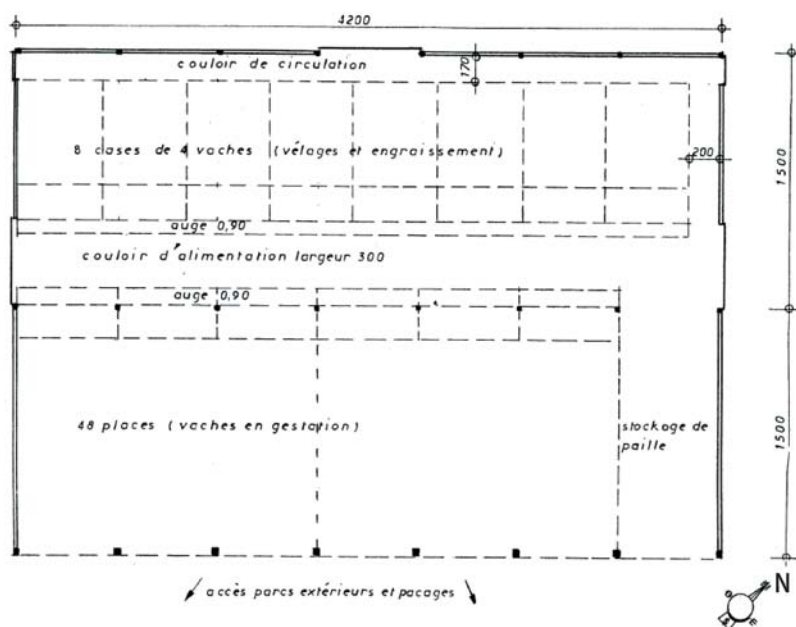 4200
couloir de circulation
170
8 cases de 4 vaches (vélages et engraissement)
200
1500
auge 0,90
couloir d'alimentation largeur 300
auge 0,90
48 places (vaches en gestation)
stockage de
paille
1500
accès parcs extérieurs et pacages
N